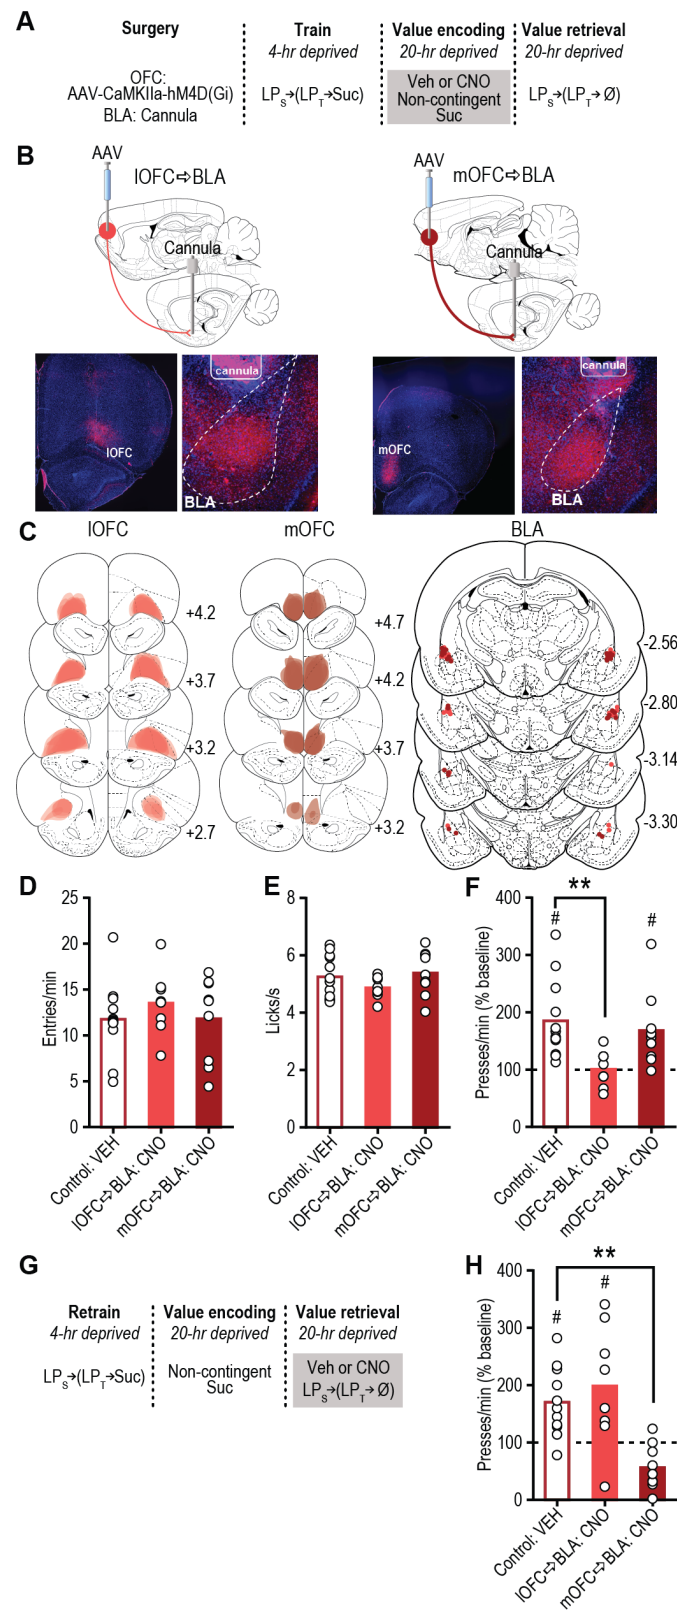 A
Surgery
Train
Value encoding
Value retrieval
4-hr deprived
20-hr deprived
20-hr deprived
OFC:
AAV-CaMKIIa-hM4D(Gi)
BLA: Cannula
LPS→(LPT→Suc)
Veh or CNO
Non-contingent
Suc
LPS→(LPT→ Ø)
B
AAV
lOFC⇨BLA
Cannula
AAV
mOFC⇨BLA
Cannula
lOFC
cannula
BLA
mOFC
cannula
BLA
C
lOFC
mOFC
BLA
+4.2
+3.7
+3.2
+2.7
+4.7
+4.2
+3.7
+3.2
-2.56
-2.80
-3.14
-3.30
D
Entries/min
25
20
15
10
5
0
Control: VEH
lOFC⇨BLA: CNO
mOFC⇨BLA: CNO
E
Licks/s
8
6
4
2
0
Control: VEH
lOFC⇨BLA: CNO
mOFC⇨BLA: CNO
F
Presses/min (% baseline)
400
300
200
100
0
#
**
#
Control: VEH
lOFC⇨BLA: CNO
mOFC⇨BLA: CNO
G
Retrain
Value encoding
Value retrieval
4-hr deprived
20-hr deprived
20-hr deprived
LPS→(LPT→Suc)
Non-contingent
Suc
Veh or CNO
LPS→(LPT→ Ø)
H
Presses/min (% baseline)
400
300
200
100
0
#
#
**
Control: VEH
lOFC⇨BLA: CNO
mOFC⇨BLA: CNO